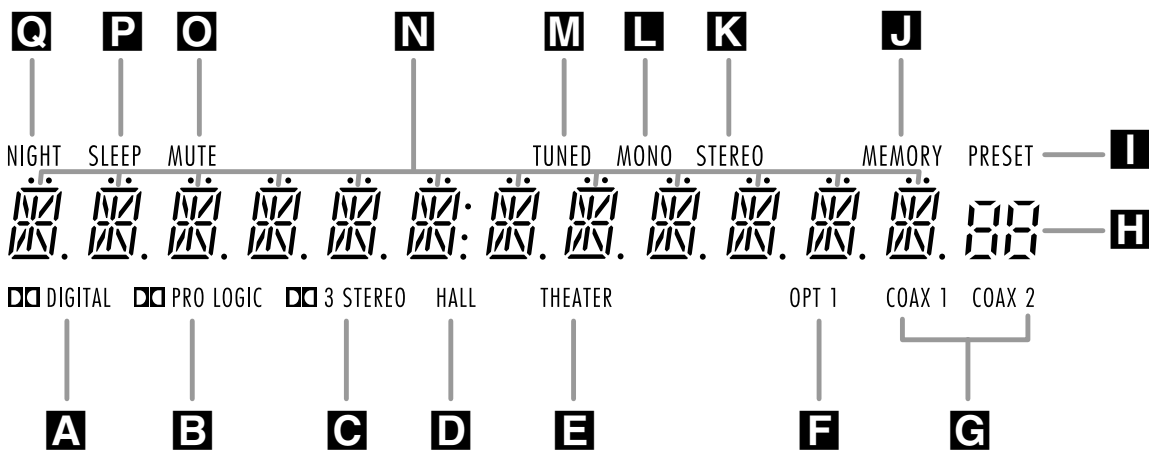 Q P O N M L K J
NIGHT SLEEP MUTE TUNED MONO STEREO MEMORY PRESET I
H
DIGITAL PRO LOGIC 3 STEREO HALL THEATER OPT 1 COAX 1 COAX 2
A B C D E F G